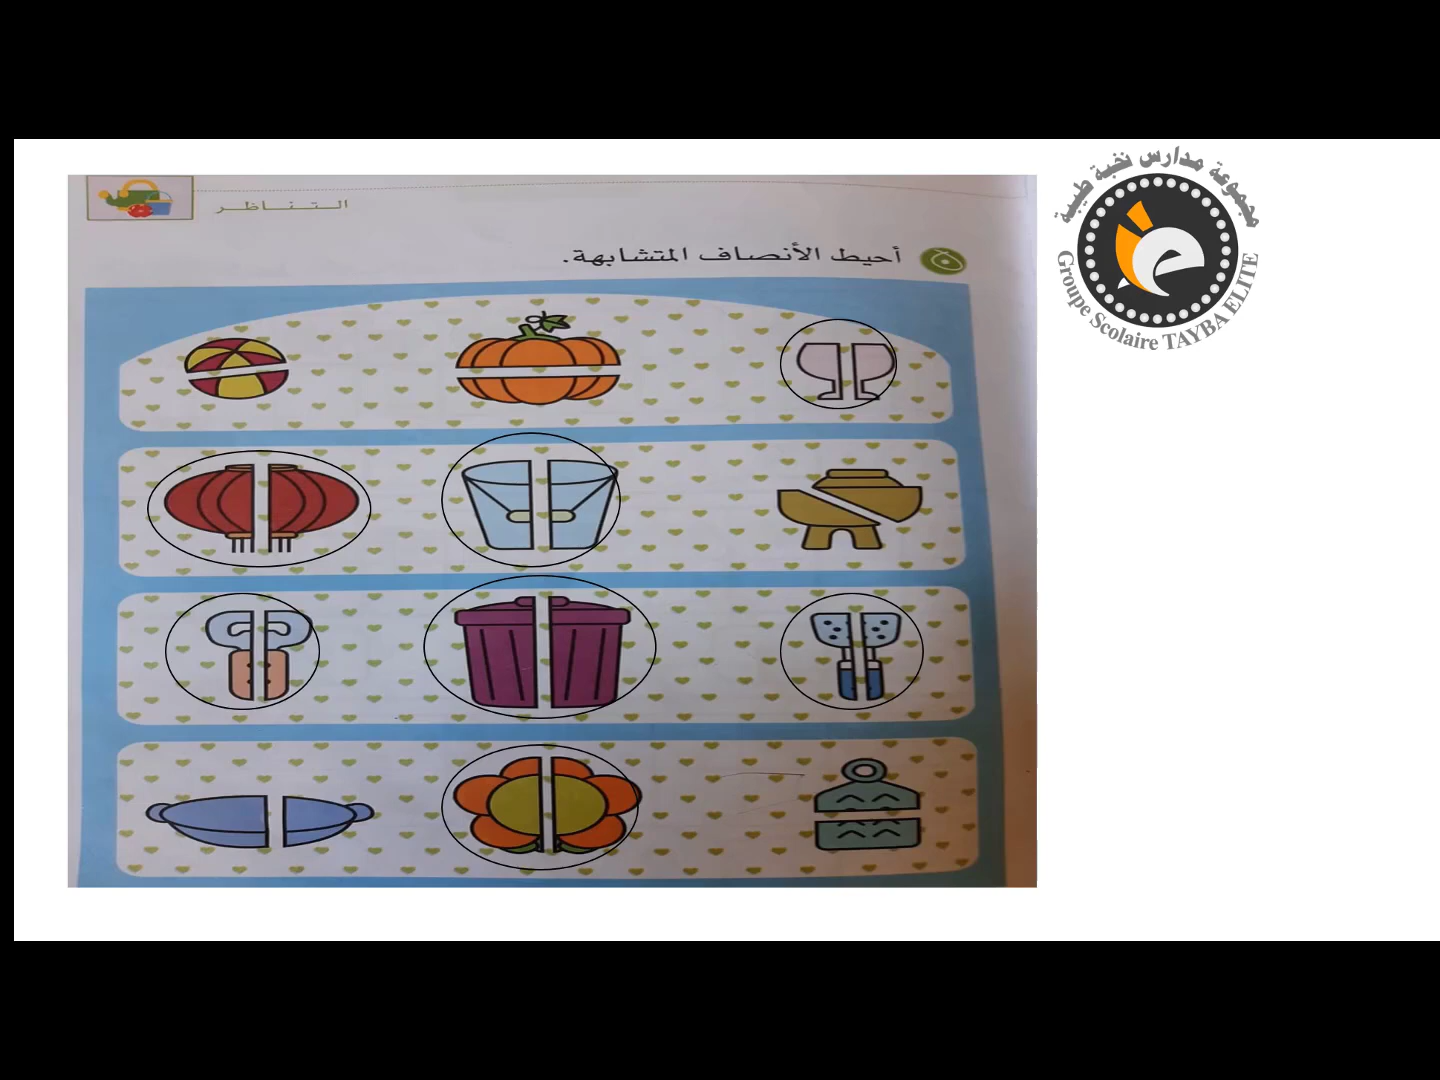 التناظر
أحيط الأنصاف المتشابهة.
مجموعة مدارس نخبة طيبة
Groupe Scolaire TAYBA ELITE